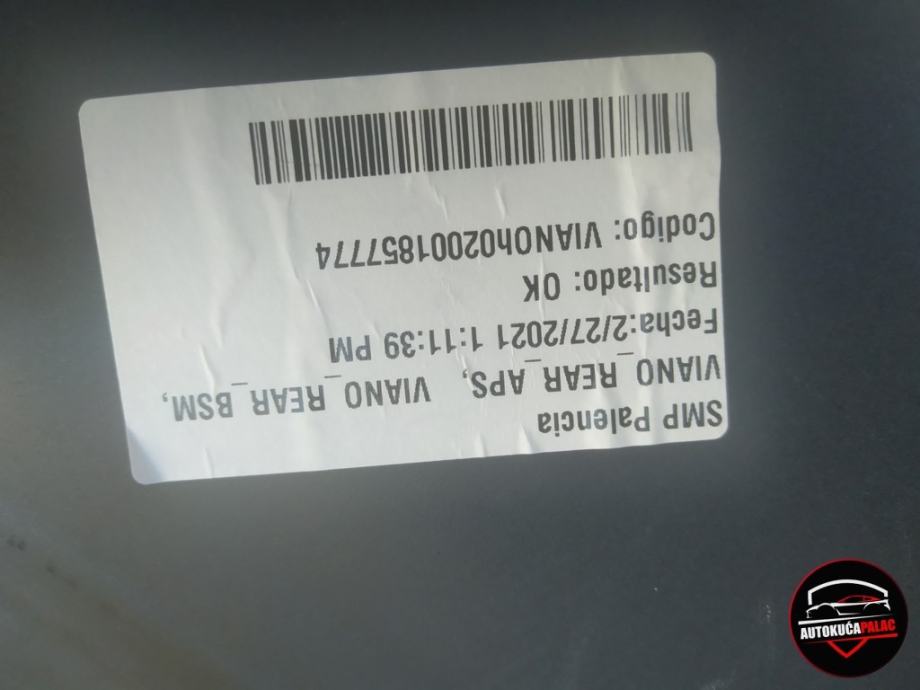 SMP Palencia
VIANO_REAR_APS, VIANO_REAR_BSM,
Fecha:2/27/2021 1:11:39 PM
Resultado: OK
Codigo: VIANOh02001857774
AUTOKUĆAPALAC